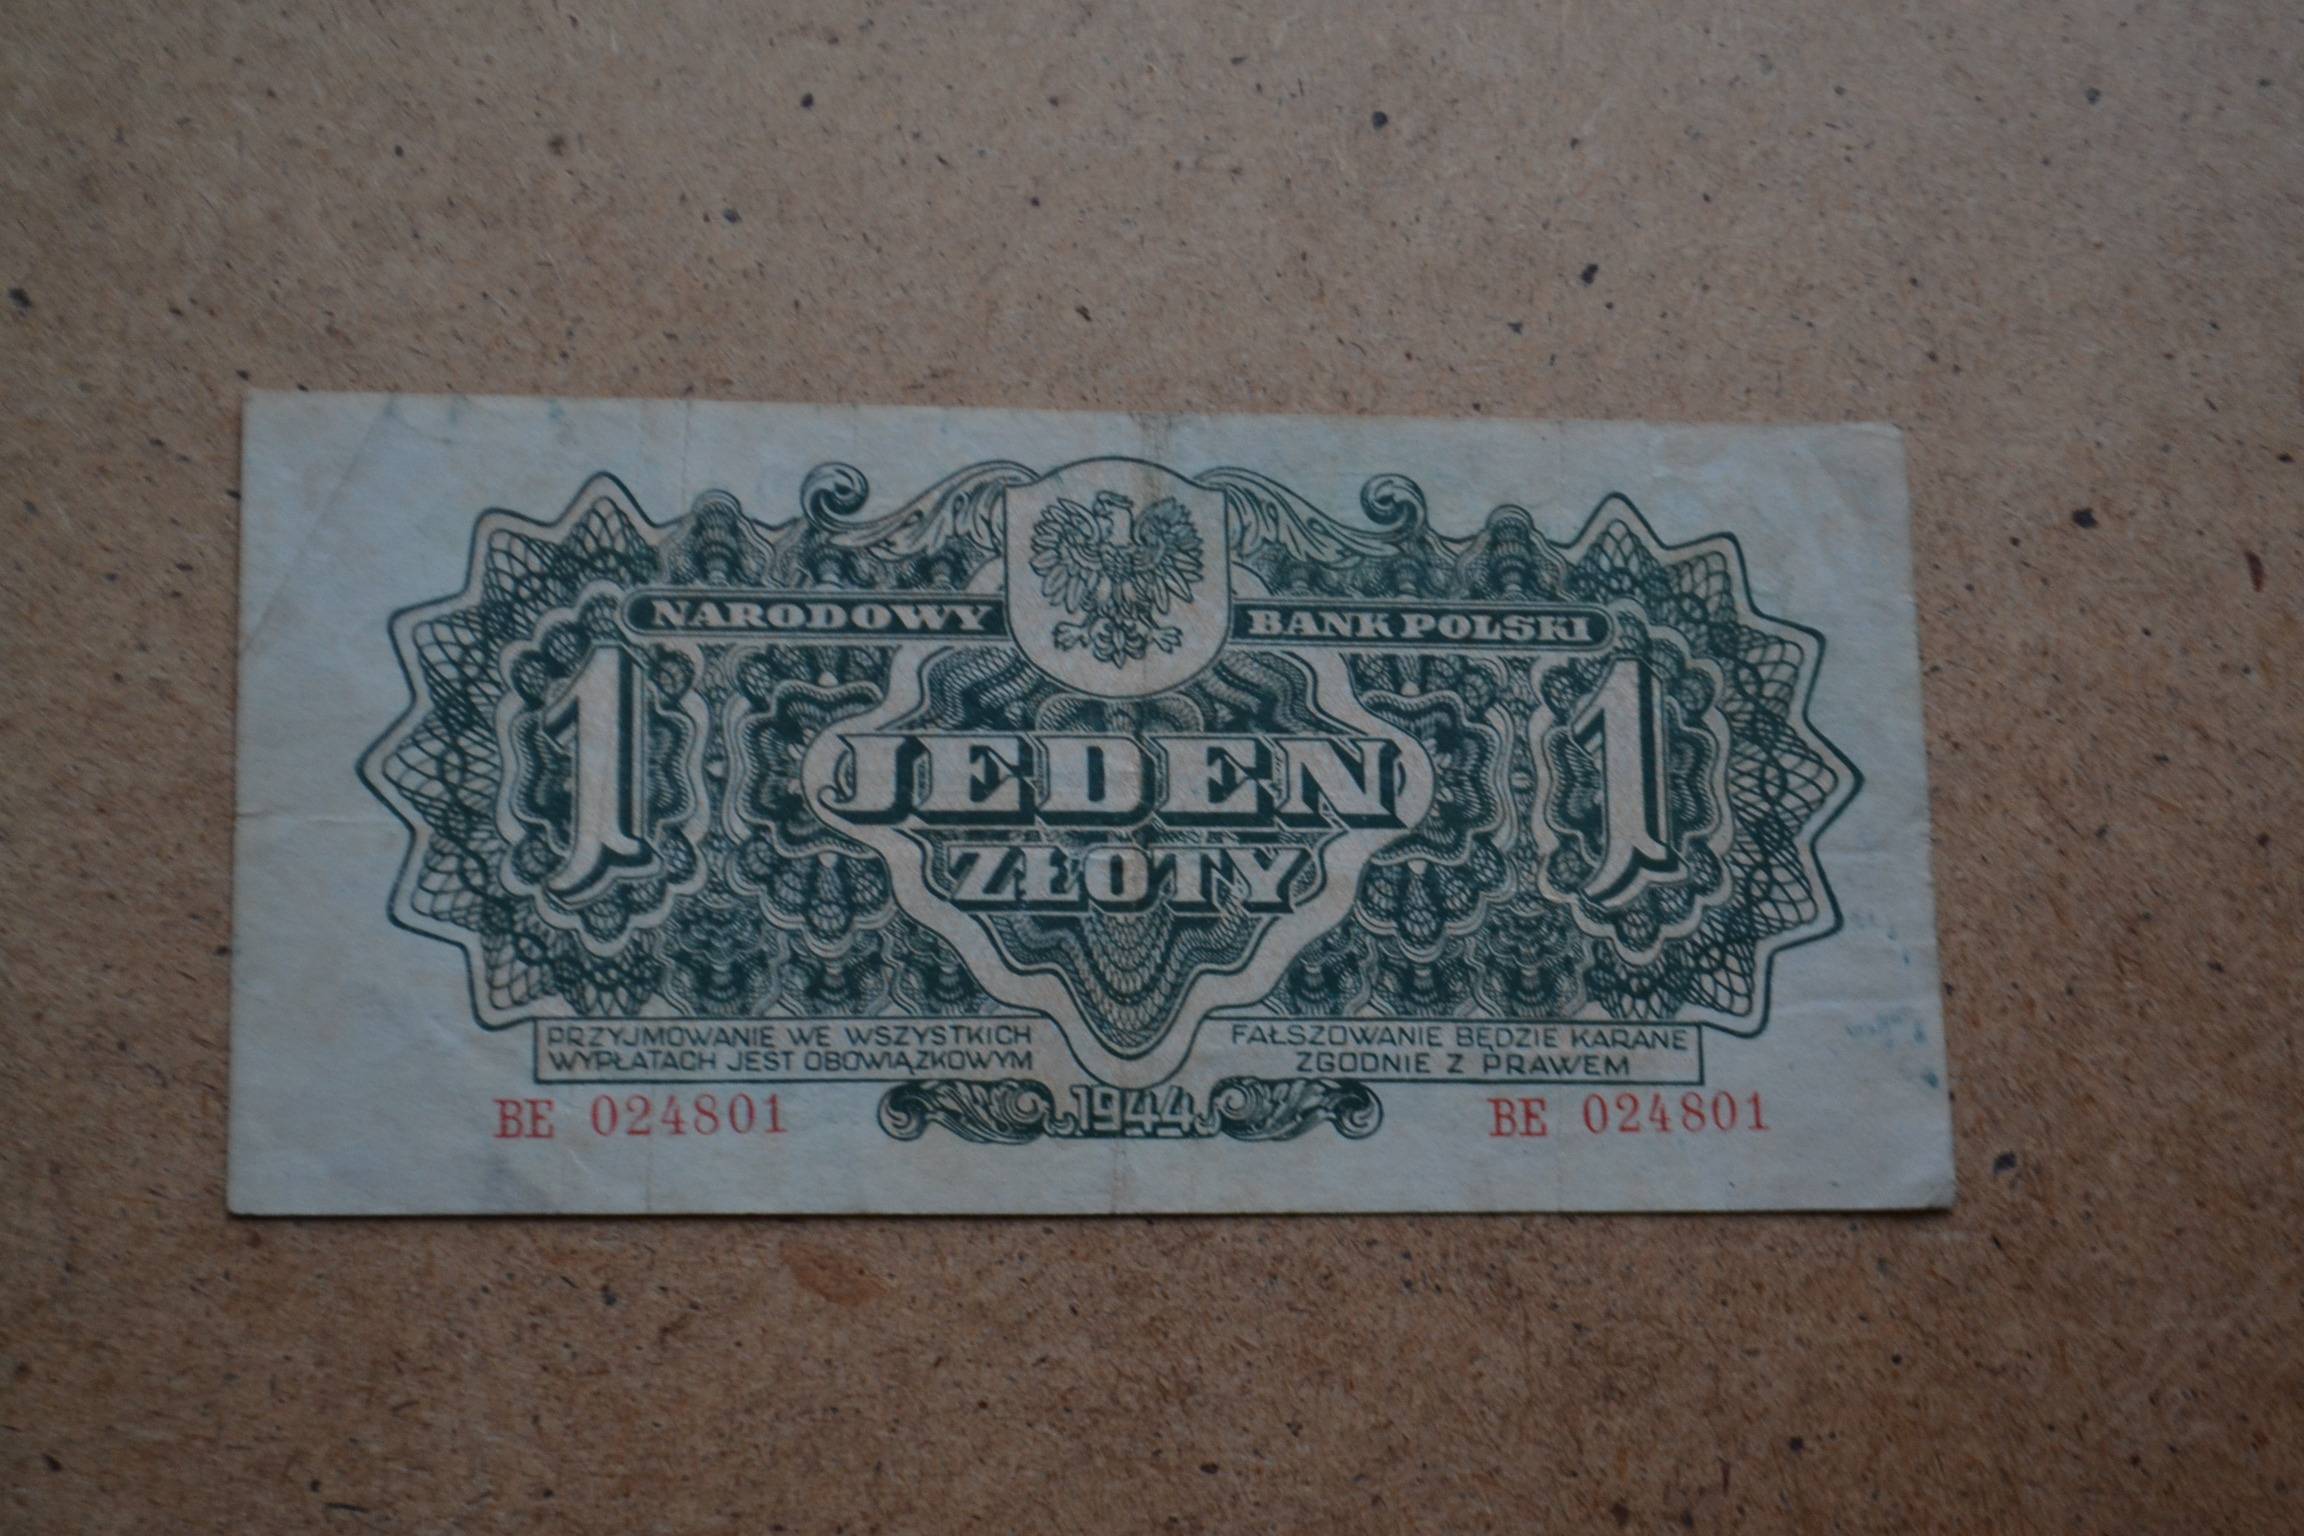 NARODOWY BANK POLSKI
1 1
JEDEN
ZŁOTY
PRZYJMOWANIE WE WSZYSTKICH
WYPŁATACH JEST OBOWIĄZKOWYM
FAŁSZOWANIE BĘDZIE KARANE
ZGODNIE Z PRAWEM
BE 024801
1944
BE 024801